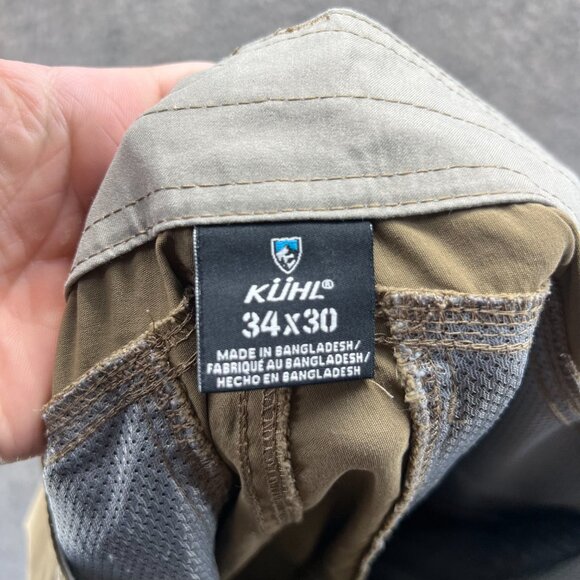 KÜHL®
34X30
MADE IN BANGLADESH/
FABRIQUÉ AU BANGLADESH/
HECHO EN BANGLADESH